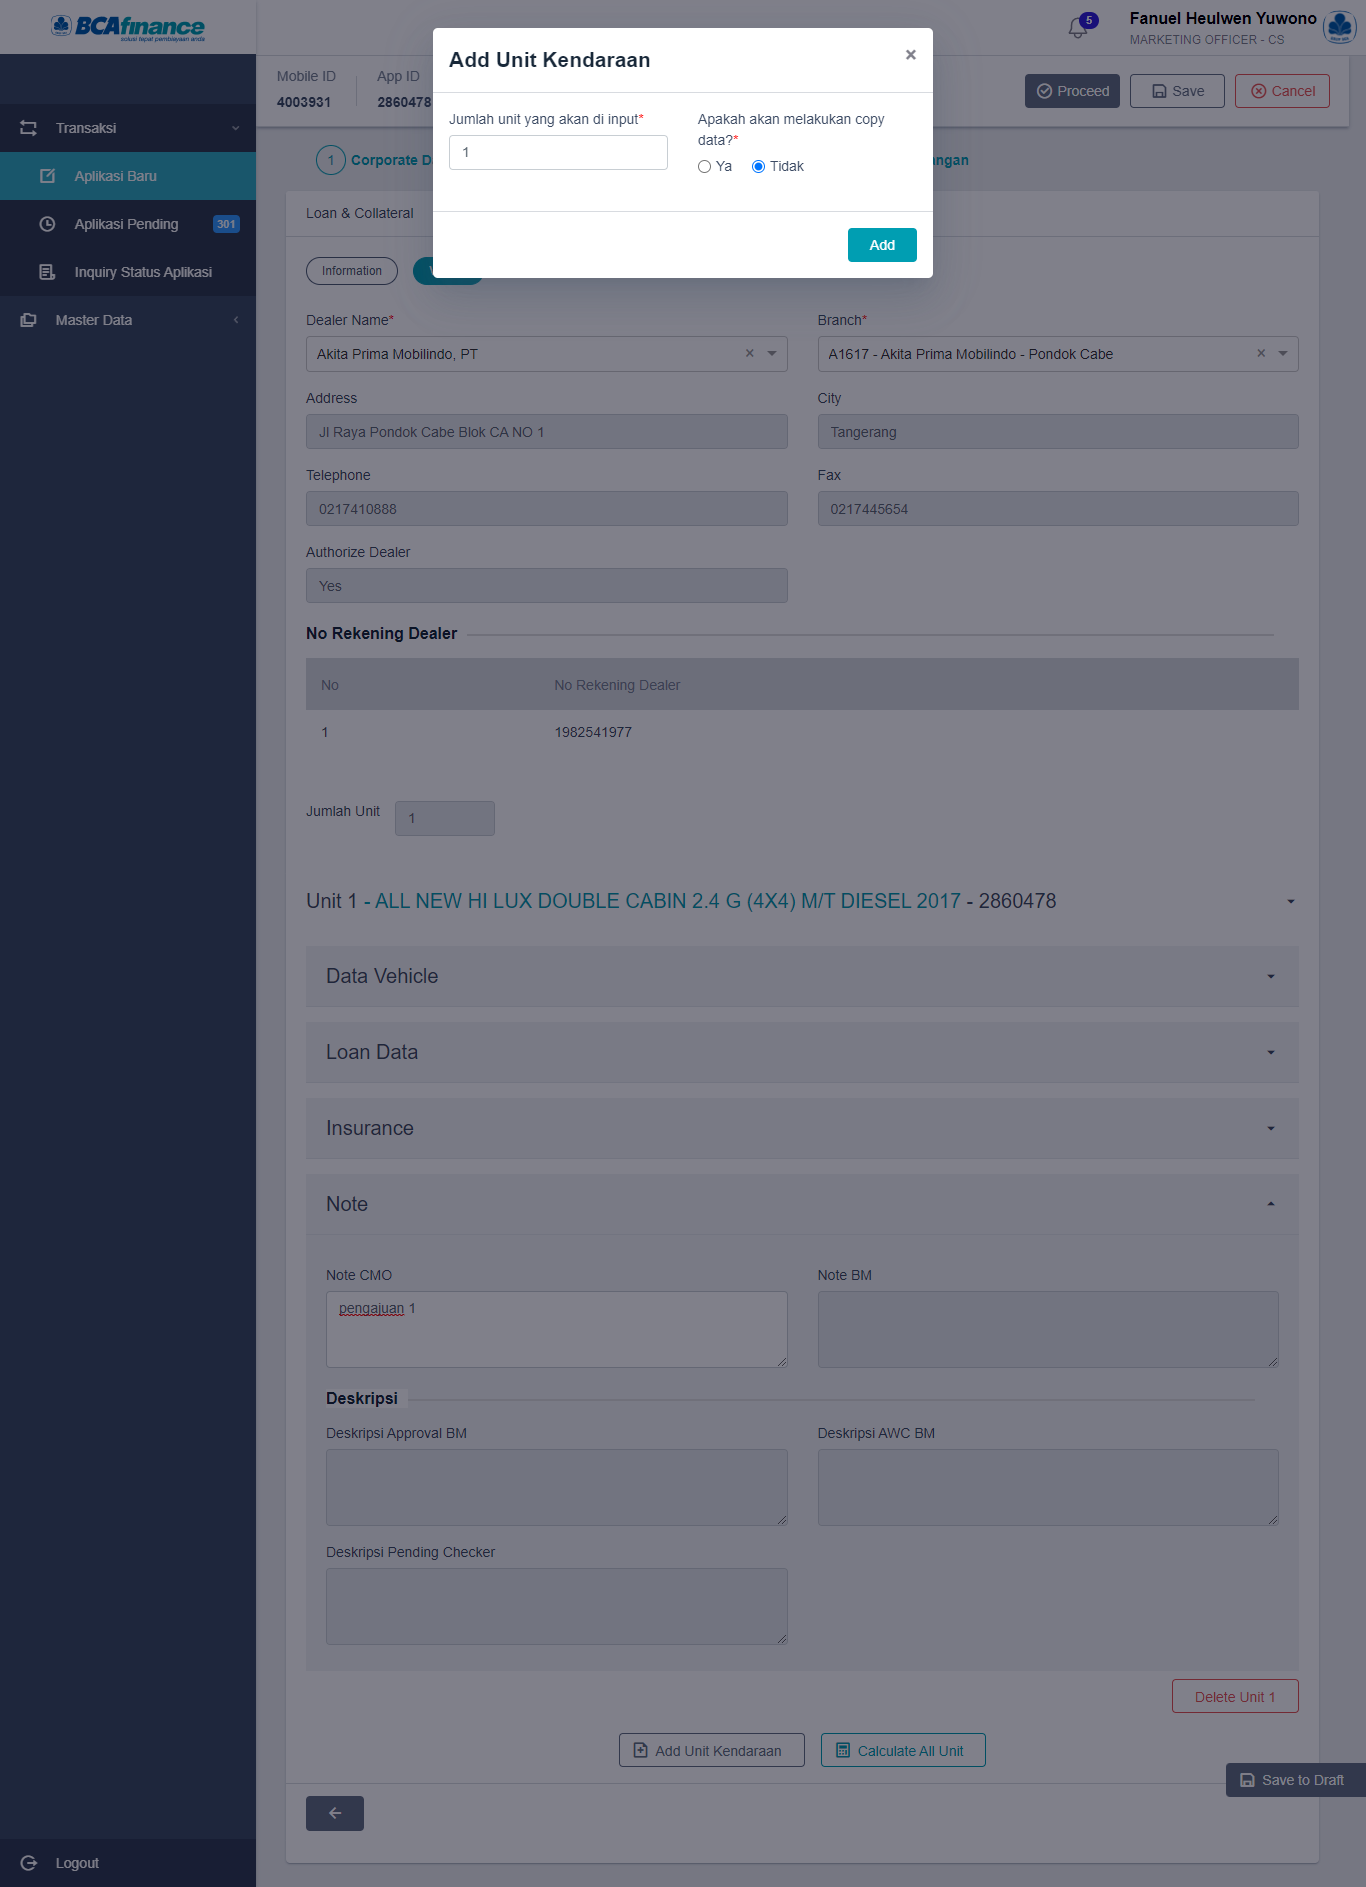 BCAfinance
solusi tepat pembiayaan anda
5
Fanuel Heulwen Yuwono
MARKETING OFFICER - CS
Add Unit Kendaraan
×
Mobile ID
4003931
App ID
2860478
Proceed
Save
Cancel
Jumlah unit yang akan di input*
1
Apakah akan melakukan copy
data?*
Ya
Tidak
Add
Transaksi
Aplikasi Baru
Aplikasi Pending
301
Inquiry Status Aplikasi
Master Data
1
Corporate D
angan
Loan & Collateral
Information
Dealer Name*
Akita Prima Mobilindo, PT
×
Branch*
A1617 - Akita Prima Mobilindo - Pondok Cabe
×
Address
Jl Raya Pondok Cabe Blok CA NO 1
City
Tangerang
Telephone
0217410888
Fax
0217445654
Authorize Dealer
Yes
No Rekening Dealer
No
No Rekening Dealer
1
1982541977
Jumlah Unit
1
Unit 1 - ALL NEW HI LUX DOUBLE CABIN 2.4 G (4X4) M/T DIESEL 2017 - 2860478
Data Vehicle
Loan Data
Insurance
Note
Note CMO
pengajuan 1
Note BM
Deskripsi
Deskripsi Approval BM
Deskripsi AWC BM
Deskripsi Pending Checker
Delete Unit 1
Add Unit Kendaraan
Calculate All Unit
Save to Draft
Logout